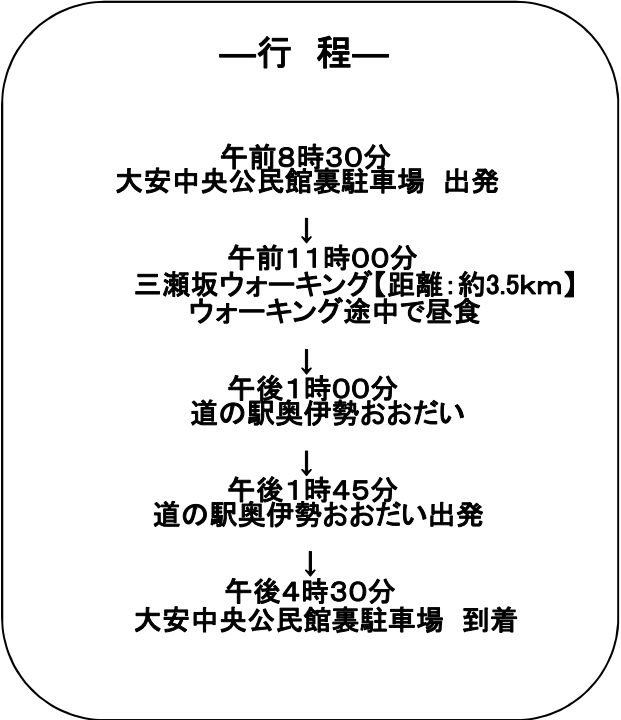 ―行　程―
午前８時３０分
大安中央公民館裏駐車場　出発
↓
午前１１時００分
三瀬坂ウォーキング【距離：約3.5ｋｍ】
ウォーキング途中で昼食
↓
午後１時００分
道の駅奥伊勢おおだい
↓
午後１時４５分
道の駅奥伊勢おおだい出発
↓
午後４時３０分
大安中央公民館裏駐車場　到着